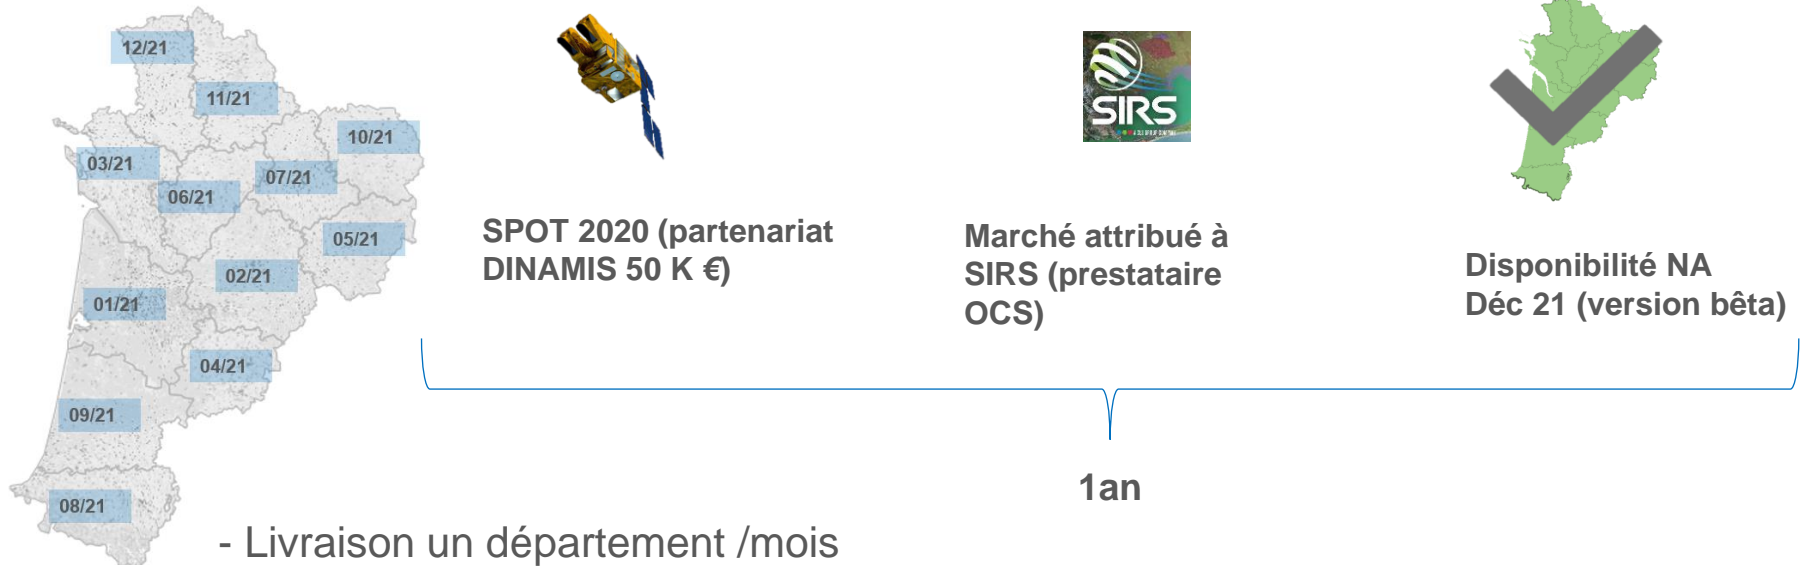 12/21
11/21
10/21
03/21
07/21
06/21
05/21
02/21
01/21
04/21
09/21
08/21
SIRS
SPOT 2020 (partenariat
DINAMIS 50 K €)
Marché attribué à
SIRS (prestataire
OCS)
Disponibilité NA
Déc 21 (version bêta)
1an
- Livraison un département /mois